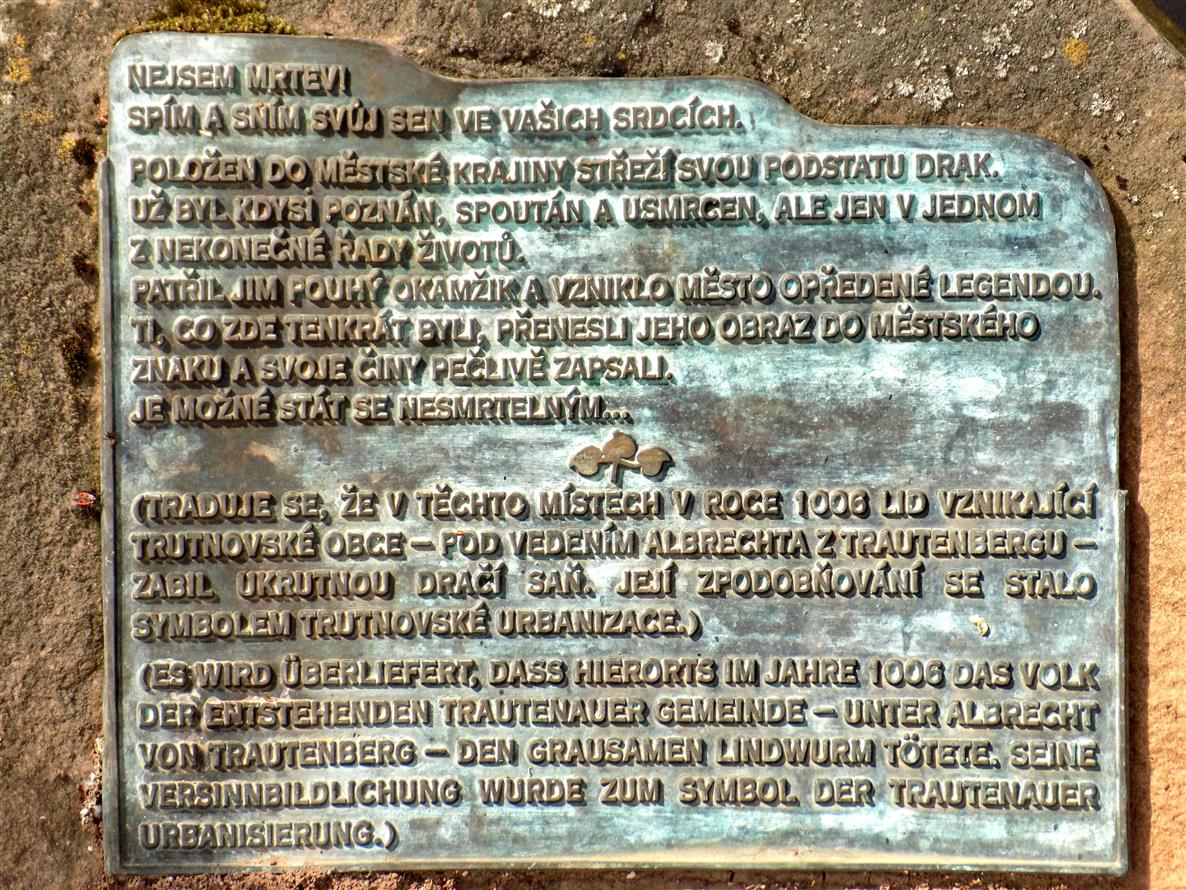 NEJSEM MRTEV!
SPÍM A SNÍM SVŮJ SEN VE VAŠICH SRDCÍCH.
POLOŽEN DO MĚSTSKÉ KRAJINY STŘEŽÍ SVOU PODSTATU DRAK.
UŽ BYL KDYSI POZNÁN, SPOUTÁN A USMRCEN, ALE JEN V JEDNOM
Z NEKONEČNÉ ŘADY ŽIVOTŮ.
PATŘIL JIM POUHÝ OKAMŽIK A VZNIKLO MĚSTO OPŘEDENÉ LEGENDOU.
TI, CO ZDE TENKRÁT BYLI, PŘENESLI JEHO OBRAZ DO MĚSTSKÉHO
ZNAKU A SVOJE ČINY PEČLIVĚ ZAPSALI.
JE MOŽNÉ STÁT SE NESMRTELNÝM...
(TRADUJE SE, ŽE V TĚCHTO MÍSTECH V ROCE 1006 LID VZNIKAJÍCÍ
TRUTNOVSKÉ OBCE – POD VEDENÍM ALBRECHTA Z TRAUTENBERGU –
ZABIL UKRUTNOU DRAČÍ SAŇ. JEJÍ ZPODOBŇOVÁNÍ SE STALO
SYMBOLEM TRUTNOVSKÉ URBANIZACE.)
(ES WIRD ÜBERLIEFERT, DASS HIERORTS IM JAHRE 1006 DAS VOLK
DER ENTSTEHENDEN TRAUTENAUER GEMEINDE – UNTER ALBRECHT
VON TRAUTENBERG – DEN GRAUSAMEN LINDWURM TÖTETE. SEINE
VERSINNBILDLICHUNG WURDE ZUM SYMBOL DER TRAUTENAUER
URBANISIERUNG.)